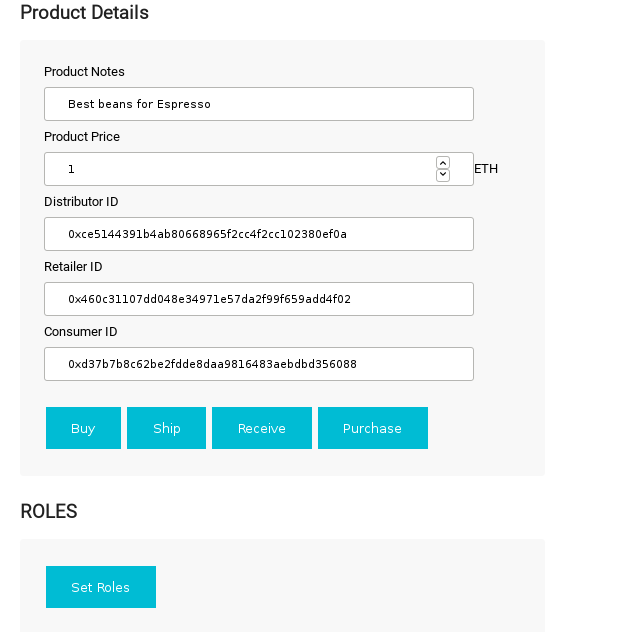 Product Details
Product Notes
Best beans for Espresso
Product Price
1
ETH
Distributor ID
0xce5144391b4ab80668965f2cc4f2cc102380ef0a
Retailer ID
0x460c31107dd048e34971e57da2f99f659add4f02
Consumer ID
0xd37b7b8c62be2fdde8daa9816483aebdbd356088
Buy Ship Receive Purchase
ROLES
Set Roles